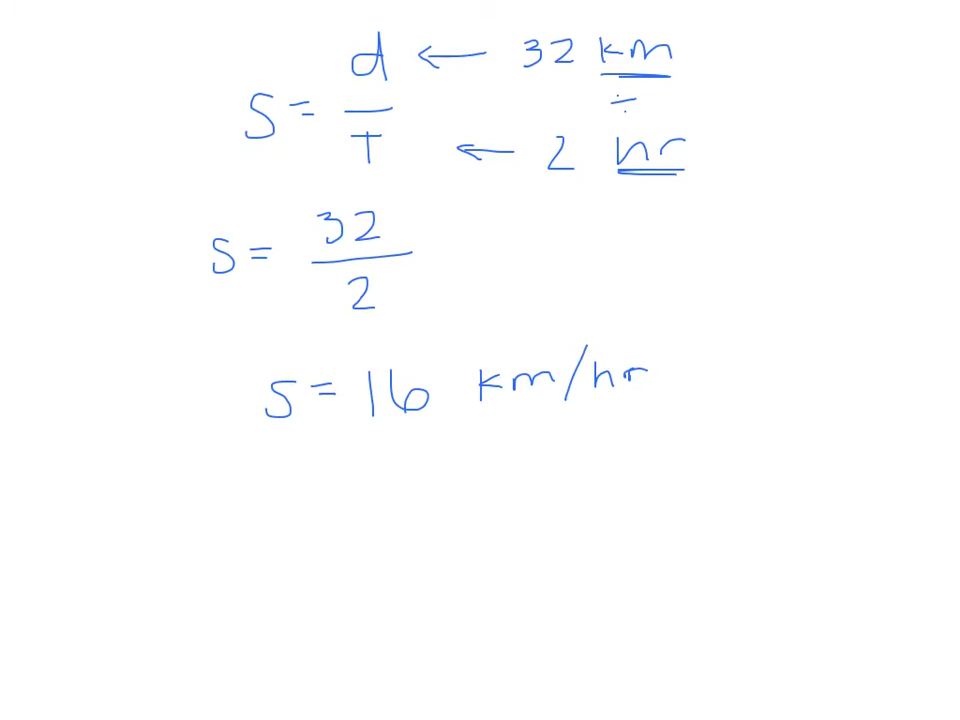 d ← 32 km
S = — ÷
T ← 2 hr
S = 32
2
S = 16 km/hr